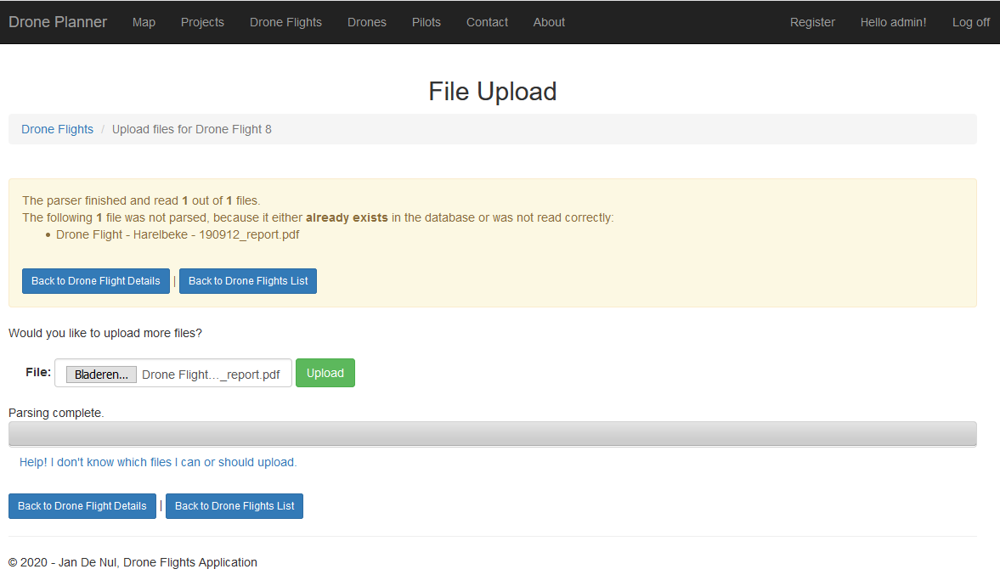 Drone Planner Map Projects Drone Flights Drones Pilots Contact About Register Hello admin! Log off
File Upload
Drone Flights / Upload files for Drone Flight 8
The parser finished and read 1 out of 1 files.
The following 1 file was not parsed, because it either already exists in the database or was not read correctly:
• Drone Flight - Harelbeke - 190912_report.pdf
Back to Drone Flight Details | Back to Drone Flights List
Would you like to upload more files?
File: Bladeren... Drone Flight..._report.pdf Upload
Parsing complete.
Help! I don't know which files I can or should upload.
Back to Drone Flight Details | Back to Drone Flights List
© 2020 - Jan De Nul, Drone Flights Application